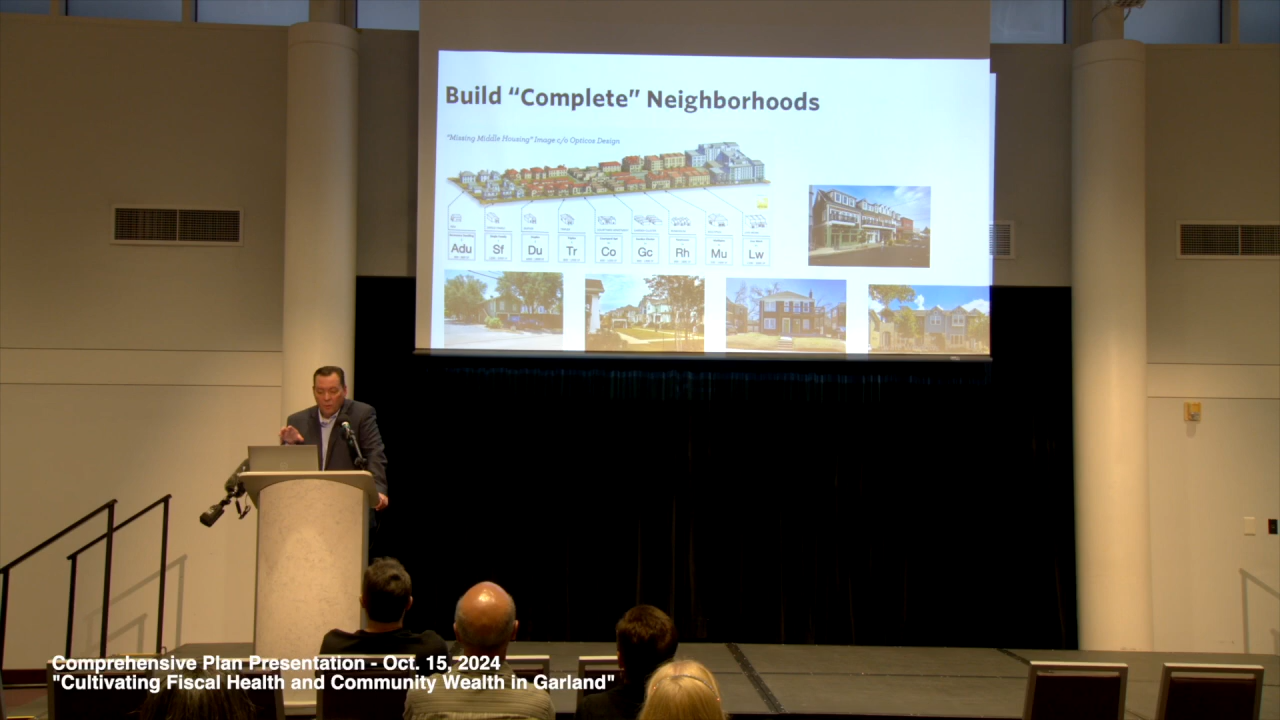 Build “Complete” Neighborhoods
"Missing Middle Housing" Image c/o Opticos Design
Adu Sf Du Tr Co Gc Rh Mu Lw
Comprehensive Plan Presentation - Oct. 15, 2024
"Cultivating Fiscal Health and Community Wealth in Garland"